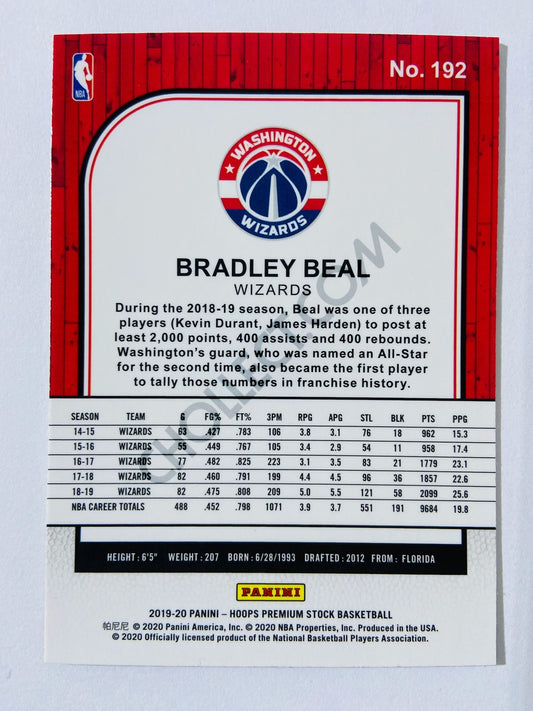 No. 192
NBA
WASHINGTON
WIZARDS
BRADLEY BEAL
WIZARDS
During the 2018-19 season, Beal was one of three
players (Kevin Durant, James Harden) to post at
least 2,000 points, 400 assists and 400 rebounds.
Washington's guard, who was named an All-Star
for the second time, also became the first player
to tally those numbers in franchise history.
SEASON TEAM G FG% FT% 3PM RPG APG STL BLK PTS PPG
14-15 WIZARDS 63 .427 .783 106 3.8 3.1 76 18 962 15.3
15-16 WIZARDS 55 .449 .767 105 3.4 2.9 54 11 958 17.4
16-17 WIZARDS 77 .482 .825 223 3.1 3.5 83 21 1779 23.1
17-18 WIZARDS 82 .460 .791 199 4.4 4.5 96 36 1857 22.6
18-19 WIZARDS 82 .475 .808 209 5.0 5.5 121 58 2099 25.6
NBA CAREER TOTALS 488 .452 .798 1071 3.9 3.7 551 191 9684 19.8
HEIGHT: 6'5" WEIGHT: 207 BORN: 6/28/1993 DRAFTED: 2012 FROM: FLORIDA
PANINI
2019-20 PANINI – HOOPS PREMIUM STOCK BASKETBALL
帕尼尼 © 2020 Panini America, Inc. © 2020 NBA Properties, Inc. Produced in the USA.
© 2020 Officially licensed product of the National Basketball Players Association.
CHOLLECT.COM